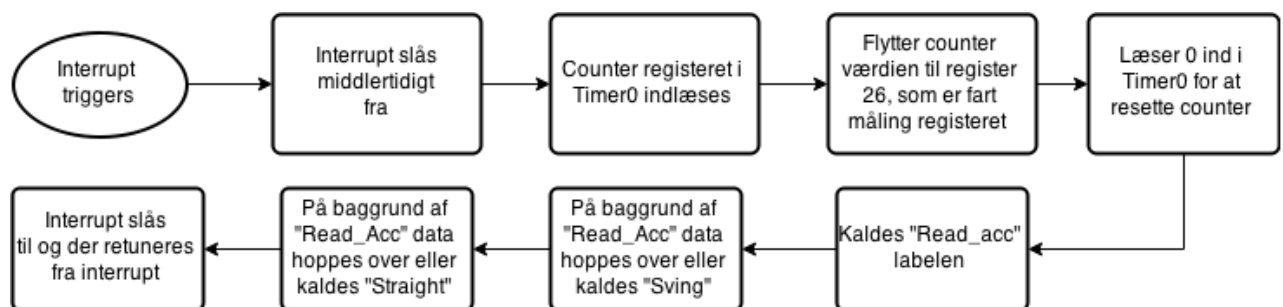 Interrupt
triggers
Interrupt slås
middlertidigt
fra
Counter registeret i
Timer0 indlæses
Flytter counter
værdien til register
26, som er fart
måling registeret
Læser 0 ind i
Timer0 for at
resette counter
Kaldes "Read_acc"
labelen
På baggrund af
"Read_Acc" data
hoppes over eller
kaldes "Sving"
På baggrund af
"Read_Acc" data
hoppes over eller
kaldes "Straight"
Interrupt slås
til og der retuneres
fra interrupt